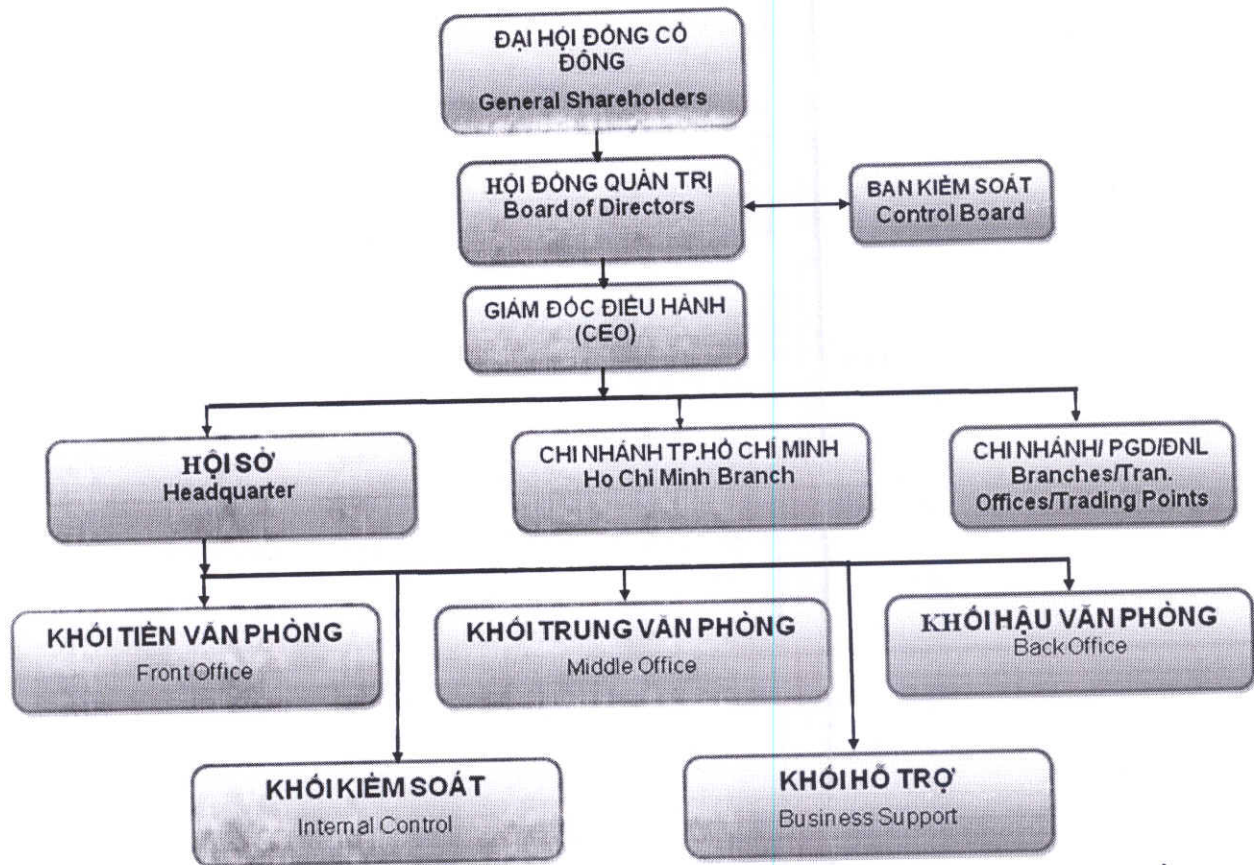 ĐẠI HỘI ĐỒNG CỔ
ĐÔNG
General Shareholders
HỘI ĐỒNG QUẢN TRỊ
Board of Directors
BAN KIỂM SOÁT
Control Board
GIÁM ĐỐC ĐIỀU HÀNH
(CEO)
HỘI SỞ
Headquarter
CHI NHÁNH TP.HỒ CHÍ MINH
Ho Chi Minh Branch
CHI NHÁNH/ PGD/ĐNL
Branches/Tran.
Offices/Trading Points
KHỐI TIỀN VĂN PHÒNG
Front Office
KHỐI TRUNG VĂN PHÒNG
Middle Office
KHỐI HẬU VĂN PHÒNG
Back Office
KHỐI KIỂM SOÁT
Internal Control
KHỐI HỖ TRỢ
Business Support